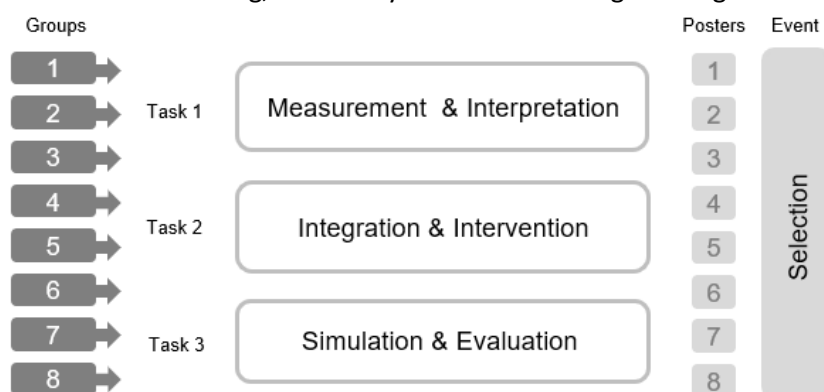 Groups Posters Event
1 1
2 Task 1 Measurement & Interpretation 2
3 3
4 4
Task 2 Integration & Intervention
5 5
Selection
6 6
7 Task 3 Simulation & Evaluation 7
8 8